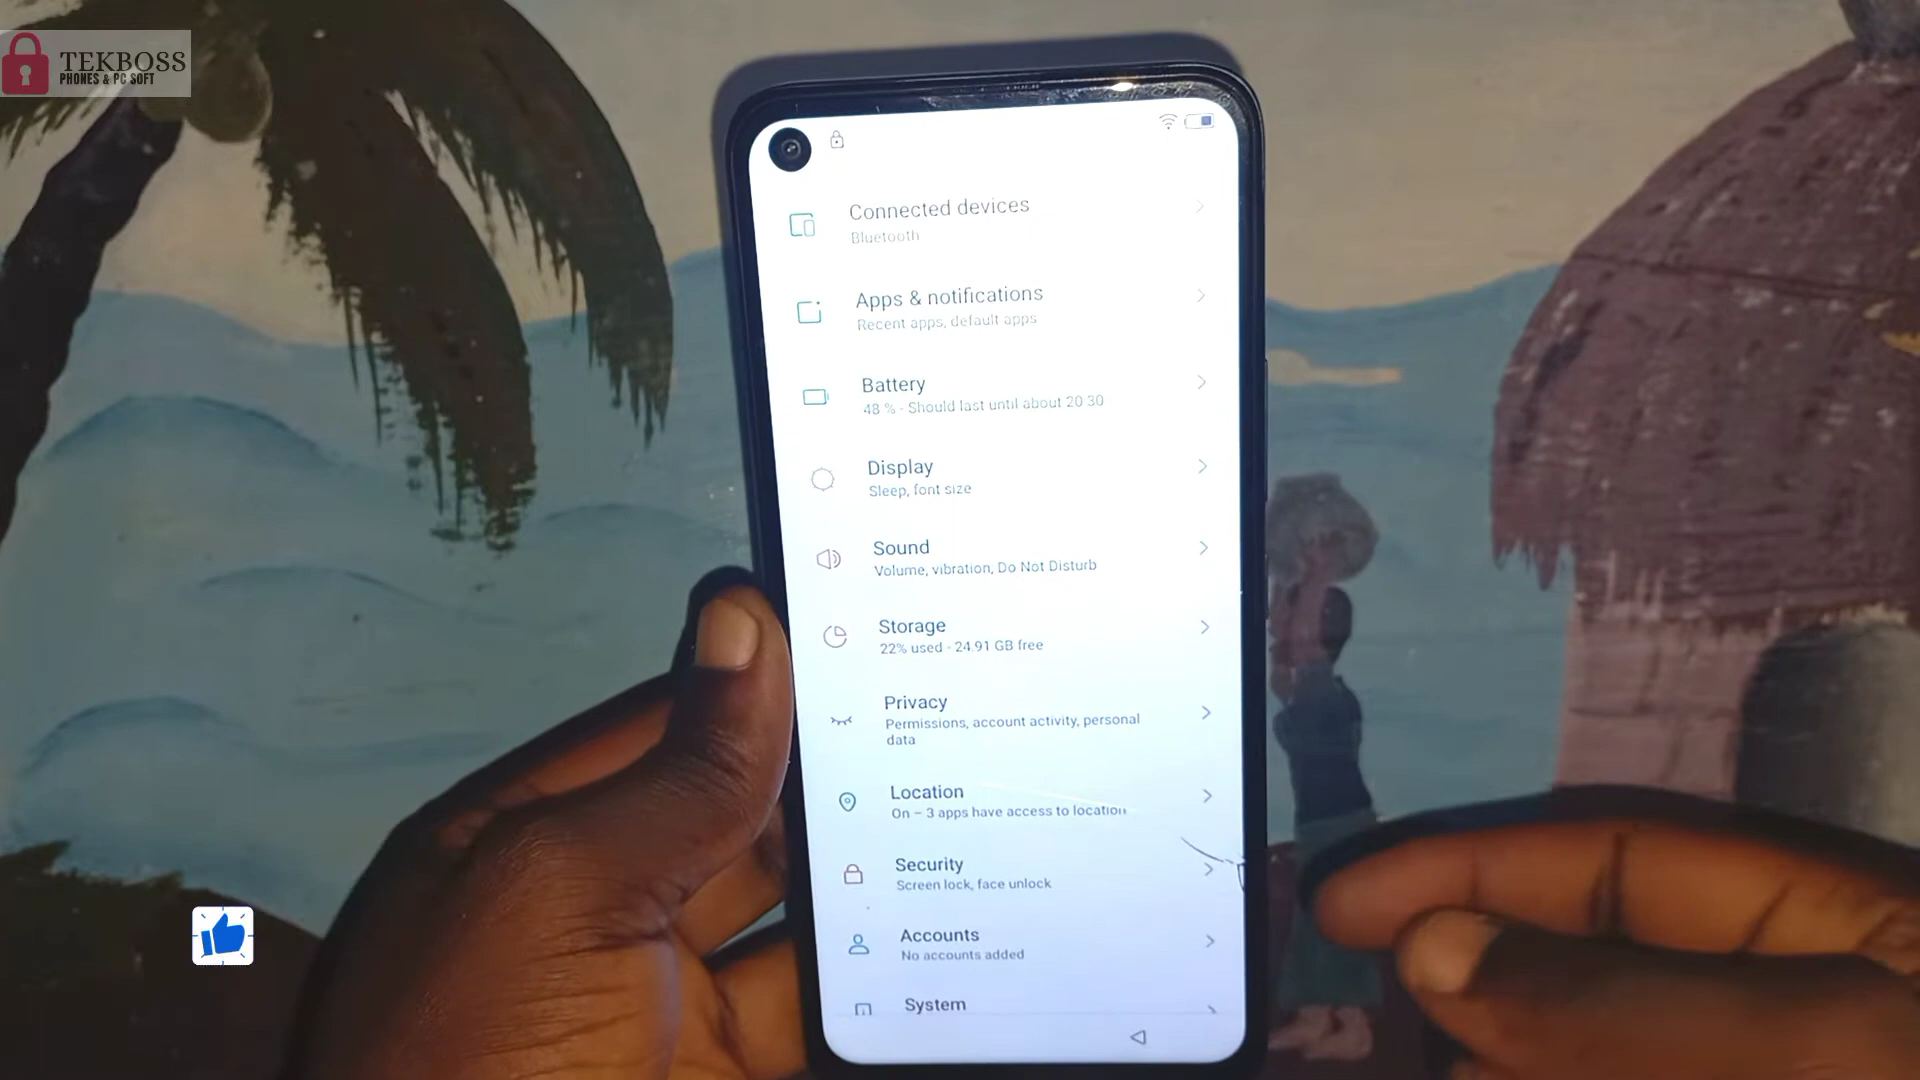 TEKBOSS
PHONES & PC SOFT
Connected devices
Bluetooth
Apps & notifications
Recent apps, default apps
Battery
48 % - Should last until about 20 30
Display
Sleep, font size
Sound
Volume, vibration, Do Not Disturb
Storage
22% used - 24.91 GB free
Privacy
Permissions, account activity, personal
data
Location
On – 3 apps have access to location
Security
Screen lock, face unlock
Accounts
No accounts added
System